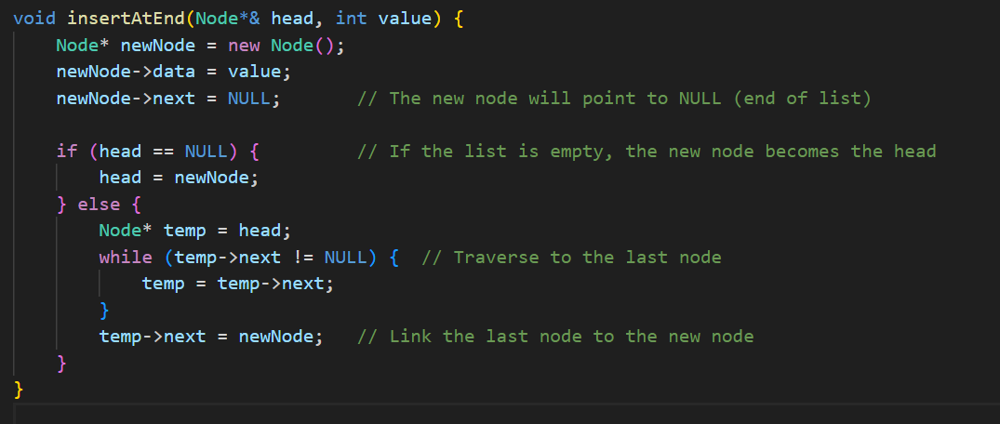 void insertAtEnd(Node*& head, int value) {
    Node* newNode = new Node();
    newNode->data = value;
    newNode->next = NULL;       // The new node will point to NULL (end of list)

    if (head == NULL) {         // If the list is empty, the new node becomes the head
        head = newNode;
    } else {
        Node* temp = head;
        while (temp->next != NULL) {  // Traverse to the last node
            temp = temp->next;
        }
        temp->next = newNode;   // Link the last node to the new node
    }
}